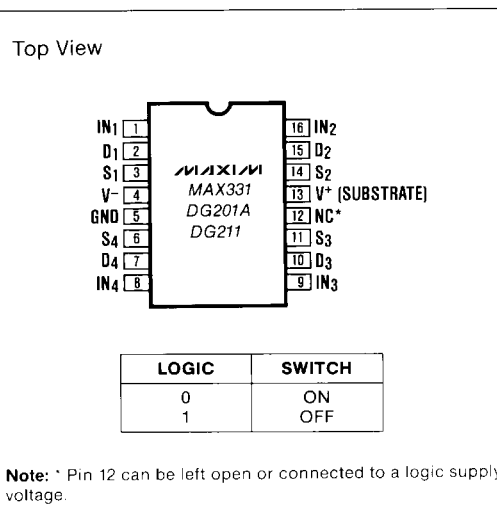 Top View
IN1 1 16 IN2
D1 2 15 D2
S1 3 MAXIM 14 S2
V- 4 MAX331 13 V+ (SUBSTRATE)
GND 5 DG201A 12 NC*
S4 6 DG211 11 S3
D4 7 10 D3
IN4 8 9 IN3
LOGIC SWITCH
0 ON
1 OFF
Note: * Pin 12 can be left open or connected to a logic supply
voltage.